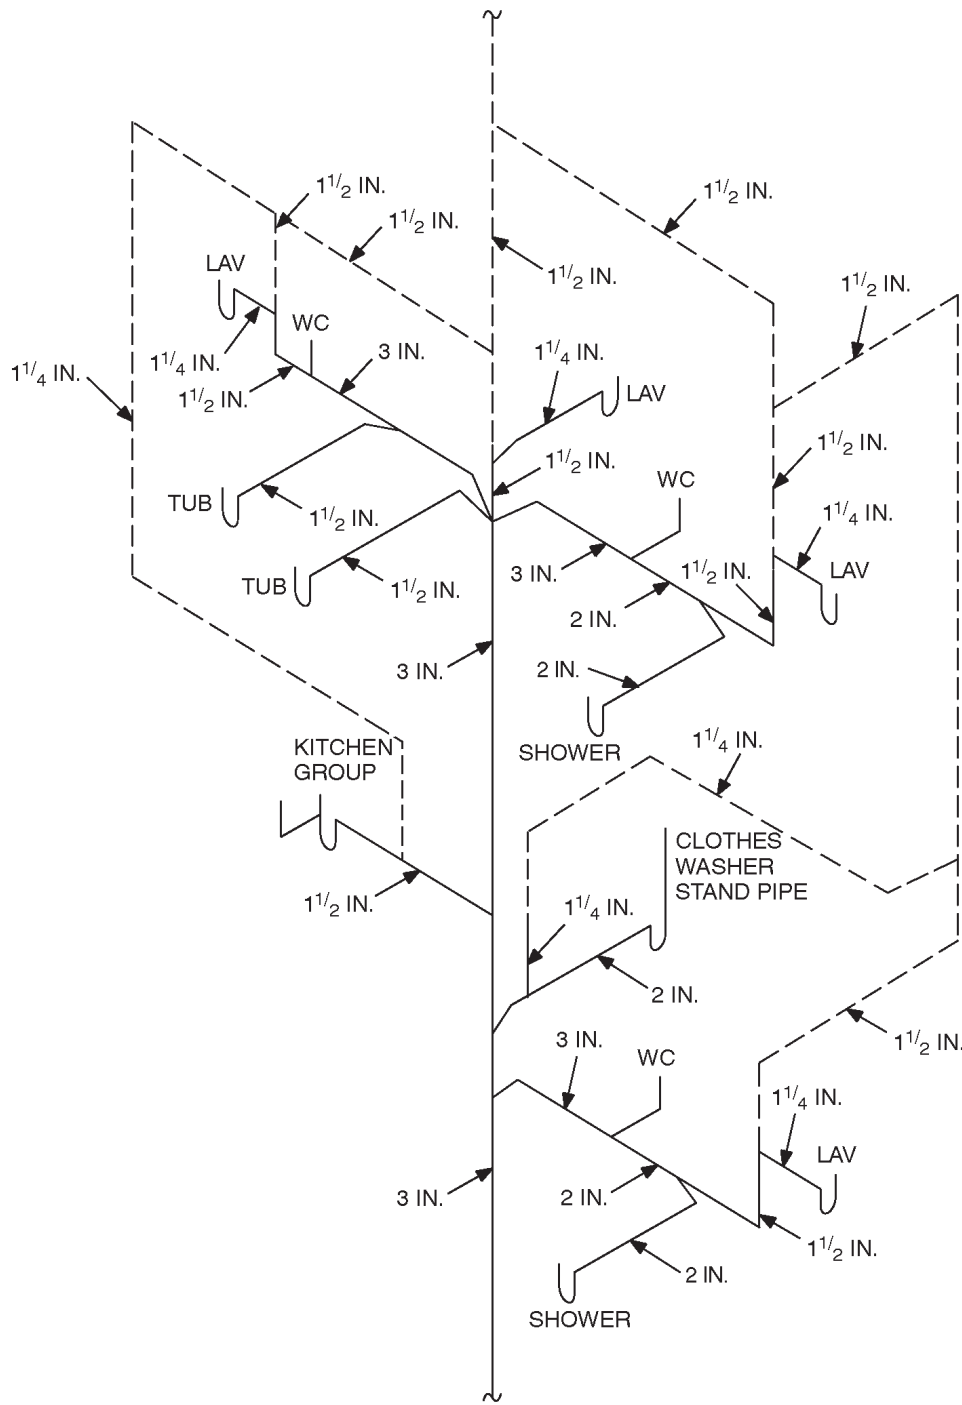 1 1/2 IN.
1 1/2 IN.
1 1/2 IN.
LAV
1 1/2 IN.
1 1/2 IN.
WC
3 IN.
1 1/4 IN.
1 1/4 IN.
1 1/4 IN.
1 1/2 IN.
LAV
1 1/2 IN.
1 1/2 IN.
WC
TUB
1 1/2 IN.
1 1/4 IN.
3 IN.
1 1/2 IN.
LAV
TUB
1 1/2 IN.
2 IN.
3 IN.
2 IN.
SHOWER
1 1/4 IN.
KITCHEN
GROUP
CLOTHES
WASHER
STAND PIPE
1 1/2 IN.
1 1/4 IN.
2 IN.
3 IN.
1 1/2 IN.
WC
1 1/4 IN.
LAV
3 IN.
2 IN.
1 1/2 IN.
2 IN.
SHOWER